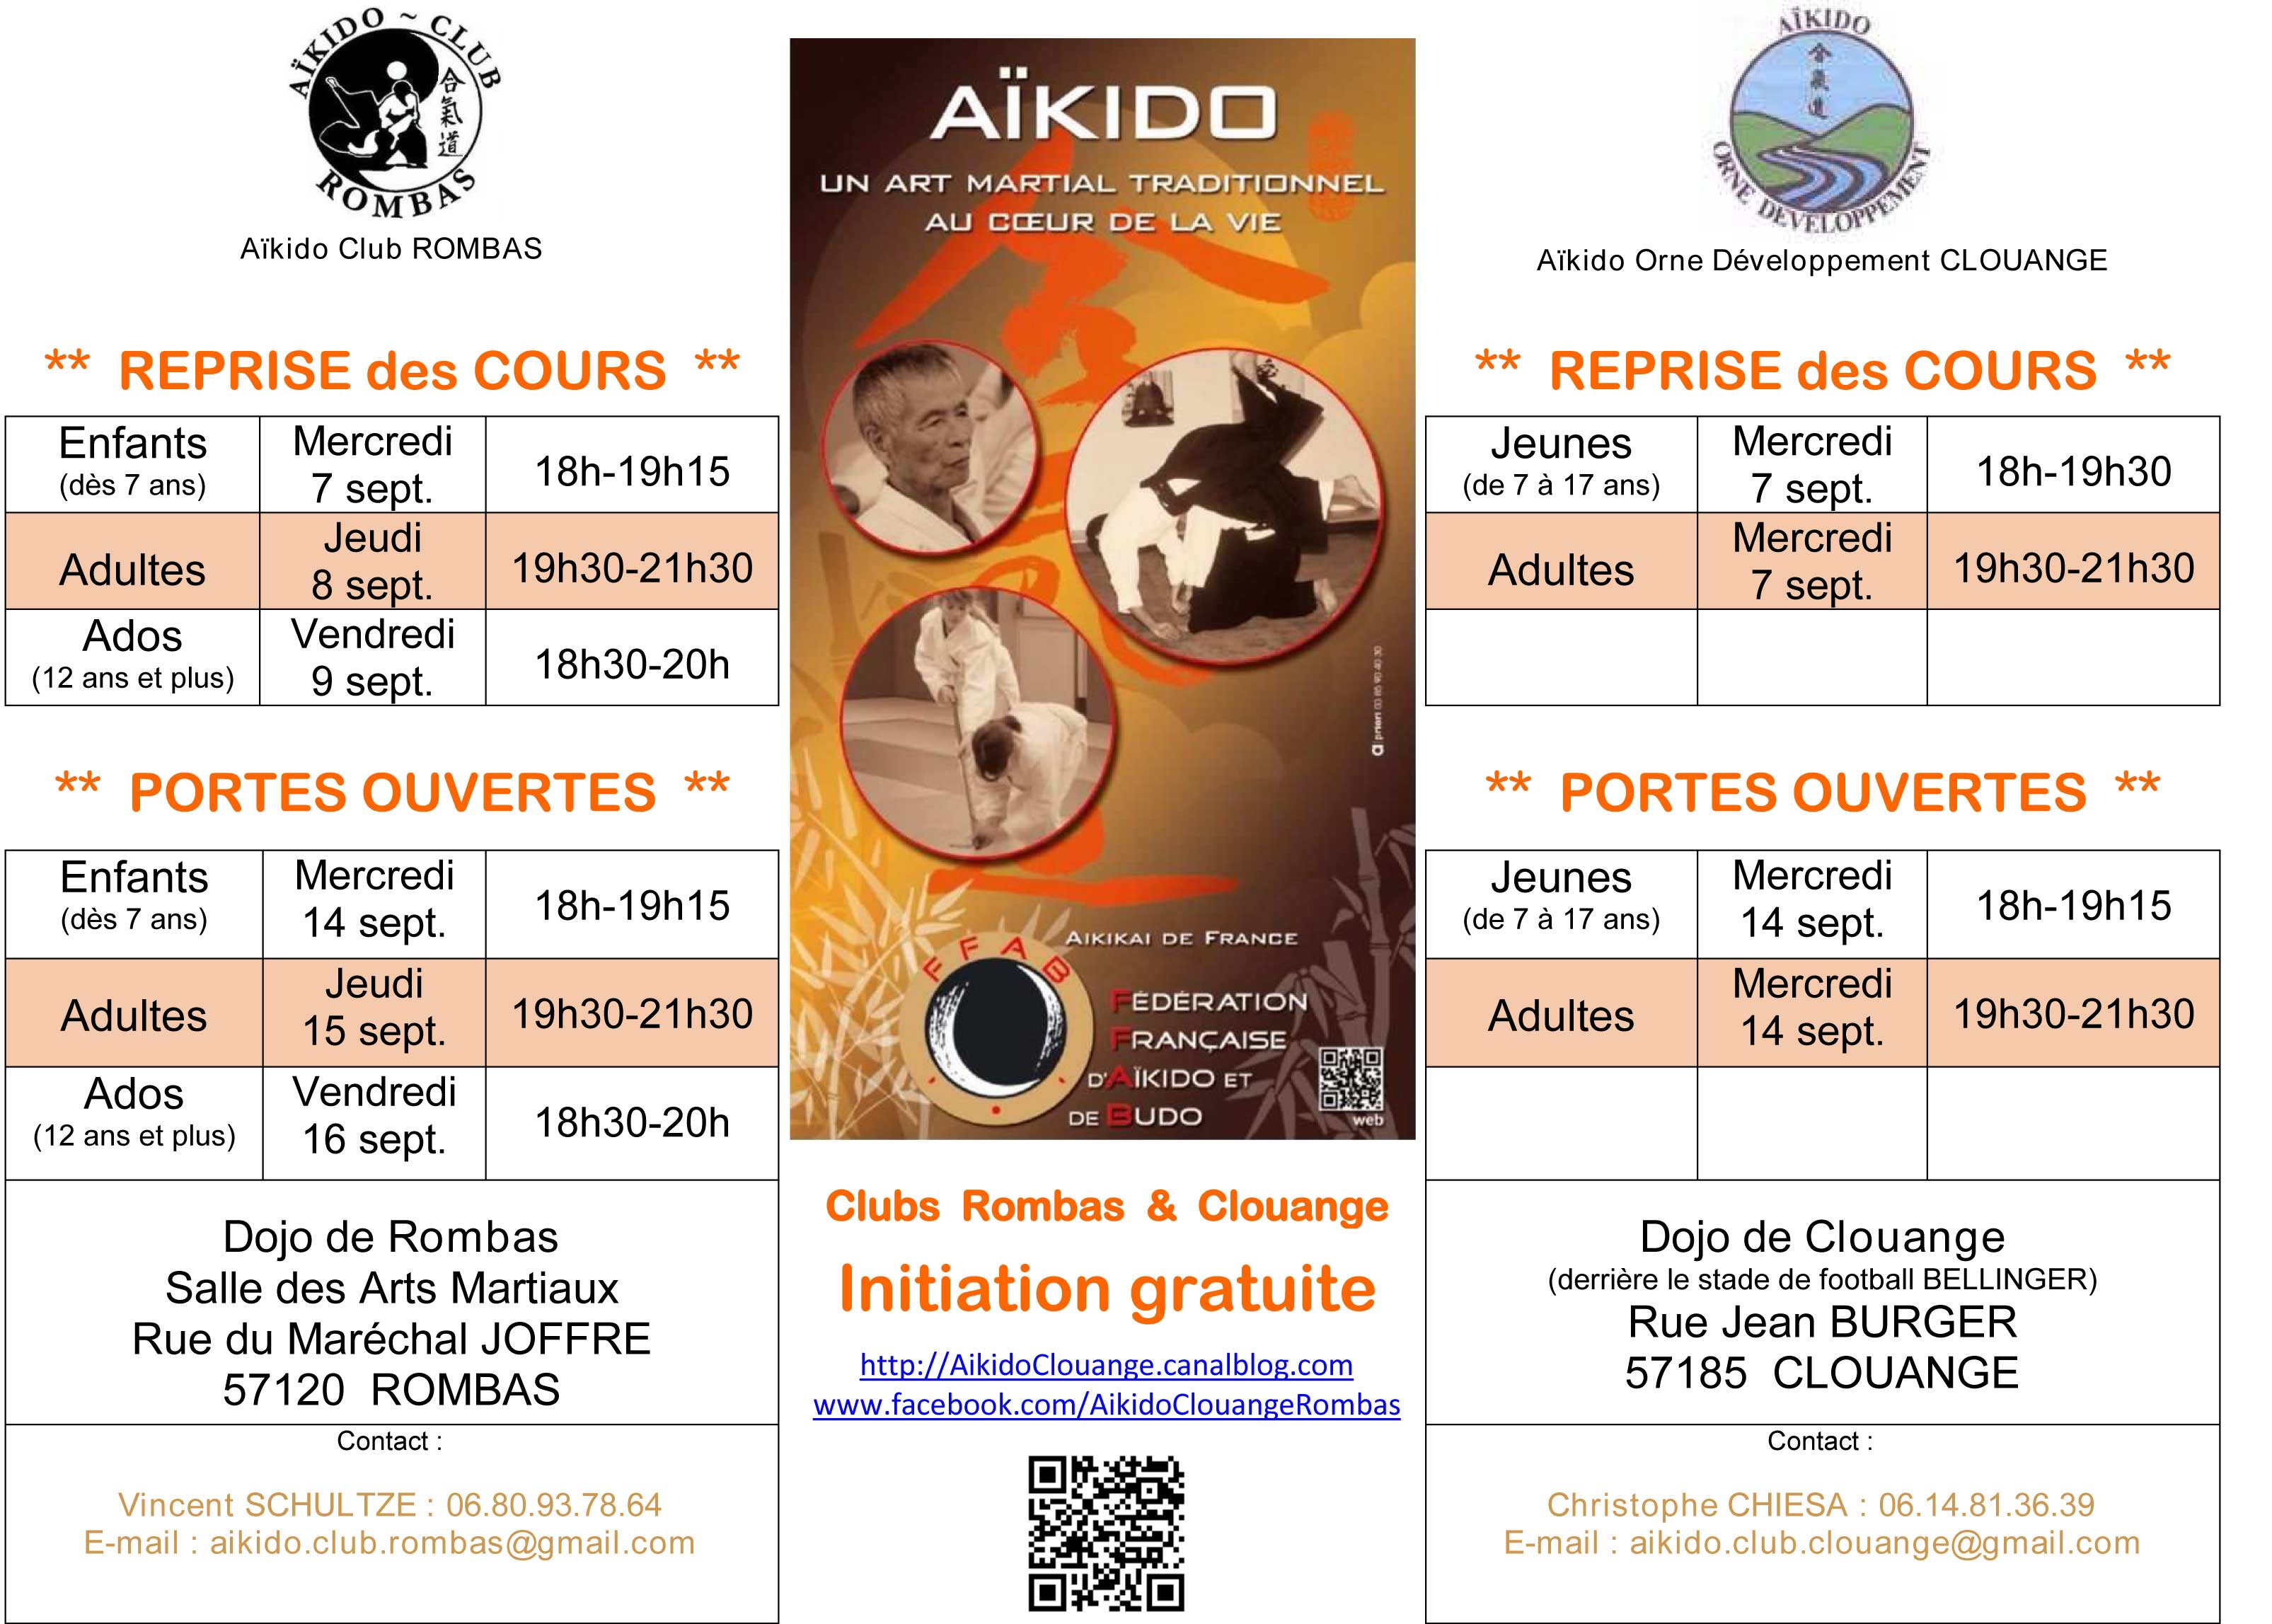 AÏKIDO ~ CLUB
合氣道
ROMBAS
Aïkido Club ROMBAS
** REPRISE des COURS **
Enfants
(dès 7 ans)
Mercredi
7 sept.
18h-19h15
Adultes
Jeudi
8 sept.
19h30-21h30
Ados
(12 ans et plus)
Vendredi
9 sept.
18h30-20h
** PORTES OUVERTES **
Enfants
(dès 7 ans)
Mercredi
14 sept.
18h-19h15
Adultes
Jeudi
15 sept.
19h30-21h30
Ados
(12 ans et plus)
Vendredi
16 sept.
18h30-20h
Dojo de Rombas
Salle des Arts Martiaux
Rue du Maréchal JOFFRE
57120 ROMBAS
Contact :
Vincent SCHULTZE : 06.80.93.78.64
E-mail : aikido.club.rombas@gmail.com
AÏKIDO
UN ART MARTIAL TRADITIONNEL
AU CŒUR DE LA VIE
a priori 03 85 90 40 30
AIKIKAI DE FRANCE
FFAB
FÉDÉRATION
FRANÇAISE
D'AÏKIDO ET
DE BUDO
web
Clubs Rombas & Clouange
Initiation gratuite
http://AikidoClouange.canalblog.com
www.facebook.com/AikidoClouangeRombas
AÏKIDO
合氣道
ORNE DÉVELOPPEMENT
Aïkido Orne Développement CLOUANGE
** REPRISE des COURS **
Jeunes
(de 7 à 17 ans)
Mercredi
7 sept.
18h-19h30
Adultes
Mercredi
7 sept.
19h30-21h30
** PORTES OUVERTES **
Jeunes
(de 7 à 17 ans)
Mercredi
14 sept.
18h-19h15
Adultes
Mercredi
14 sept.
19h30-21h30
Dojo de Clouange
(derrière le stade de football BELLINGER)
Rue Jean BURGER
57185 CLOUANGE
Contact :
Christophe CHIESA : 06.14.81.36.39
E-mail : aikido.club.clouange@gmail.com